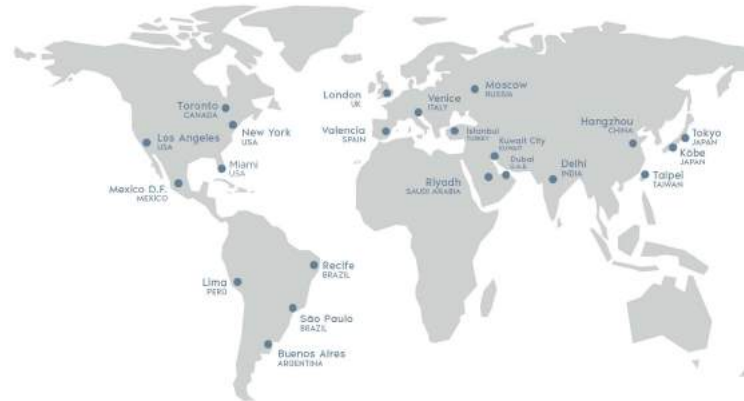 London
UK
Moscow
RUSSIA
Toronto
CANADA
Venice
ITALY
New York
USA
Los Angeles
USA
Valencia
SPAIN
Istanbul
TURKEY
Hangzhou
CHINA
Tokyo
JAPAN
Kuwait City
KUWAIT
Kōbe
JAPAN
Miami
USA
Dubai
U.A.E
Delhi
INDIA
Mexico D.F.
MEXICO
Riyadh
SAUDI ARABIA
Taipei
TAIWAN
Recife
BRAZIL
Lima
PERÚ
São Paulo
BRAZIL
Buenos Aires
ARGENTINA